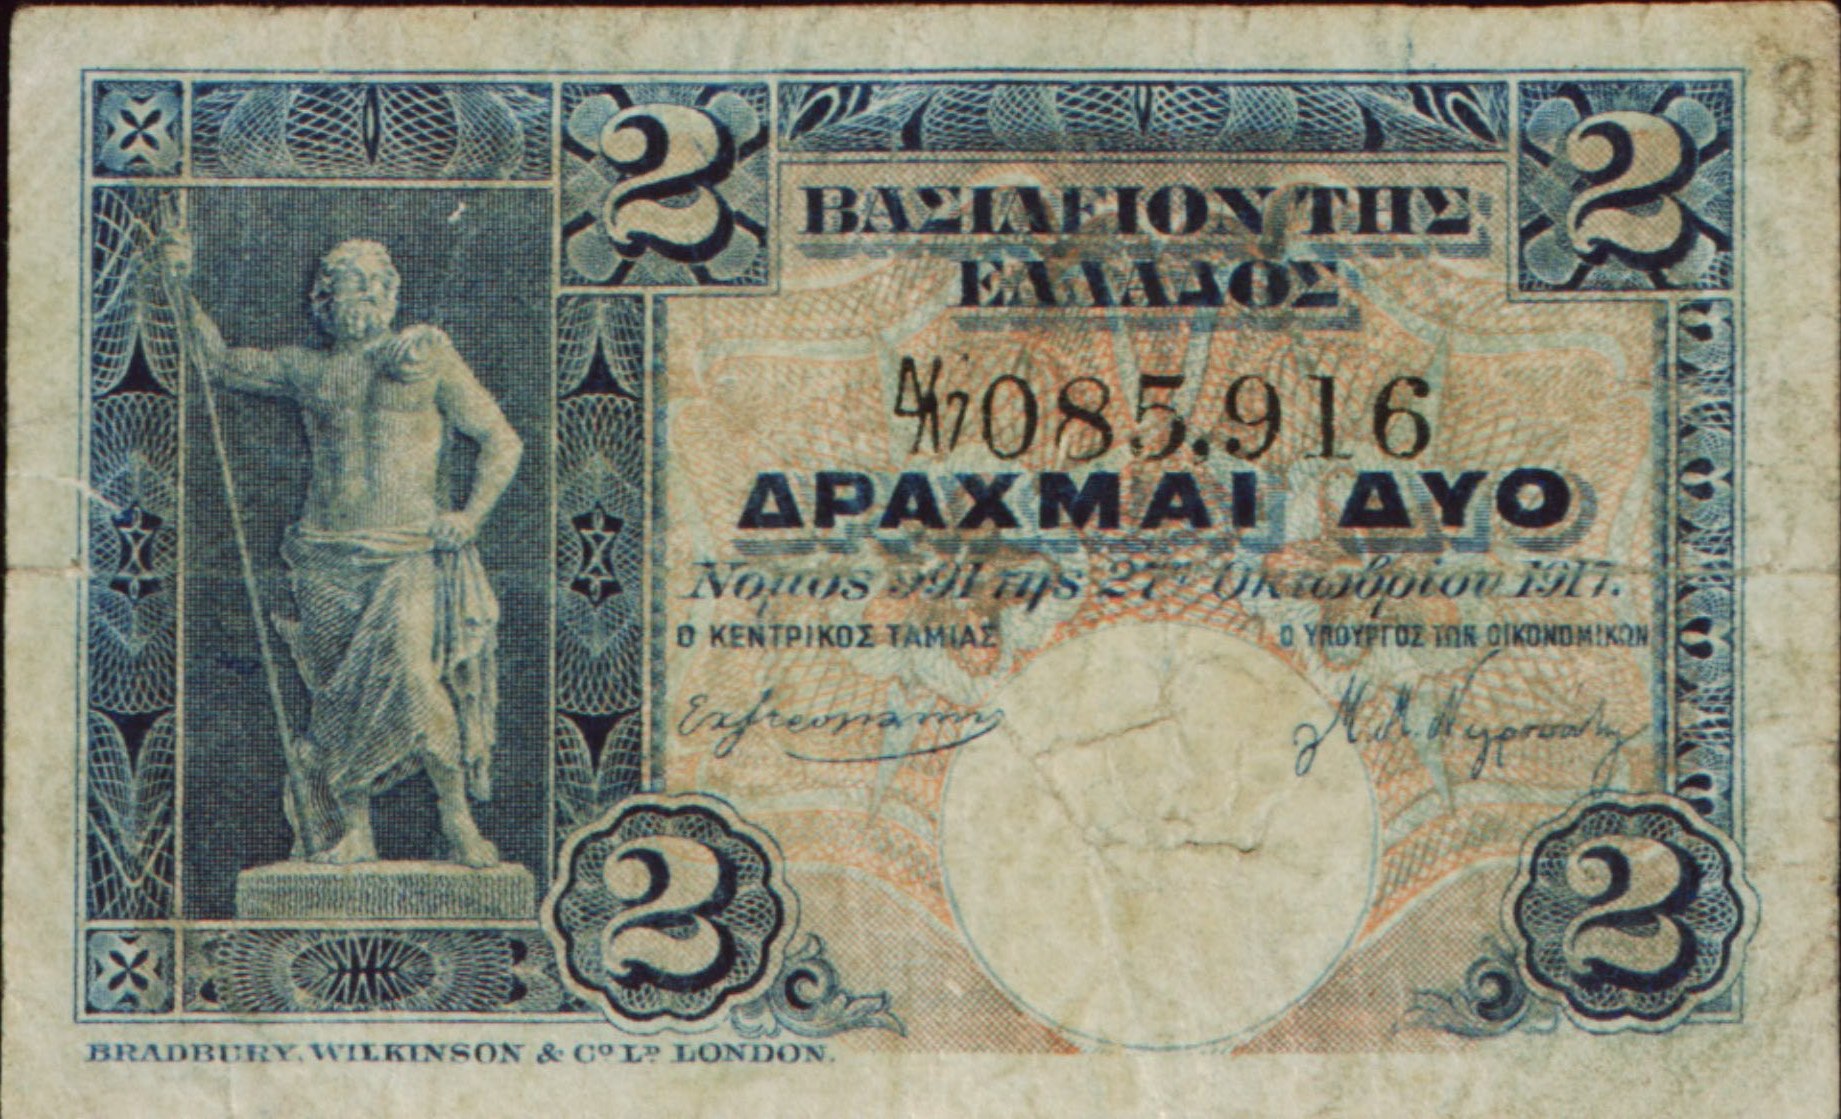 2 2
ΒΑΣΙΛΕΙΟΝ ΤΗΣ
ΕΛΛΑΔΟΣ
085.916
ΔΡΑΧΜΑΙ ΔΥΟ
Νομος 991 της 27ης Οκτωβρίου 1917.
Ο ΚΕΝΤΡΙΚΟΣ ΤΑΜΙΑΣ
Ο ΥΠΟΥΡΓΟΣ ΤΩΝ ΟΙΚΟΝΟΜΙΚΩΝ
2 2
BRADBURY, WILKINSON & Cº Lᴰ LONDON.